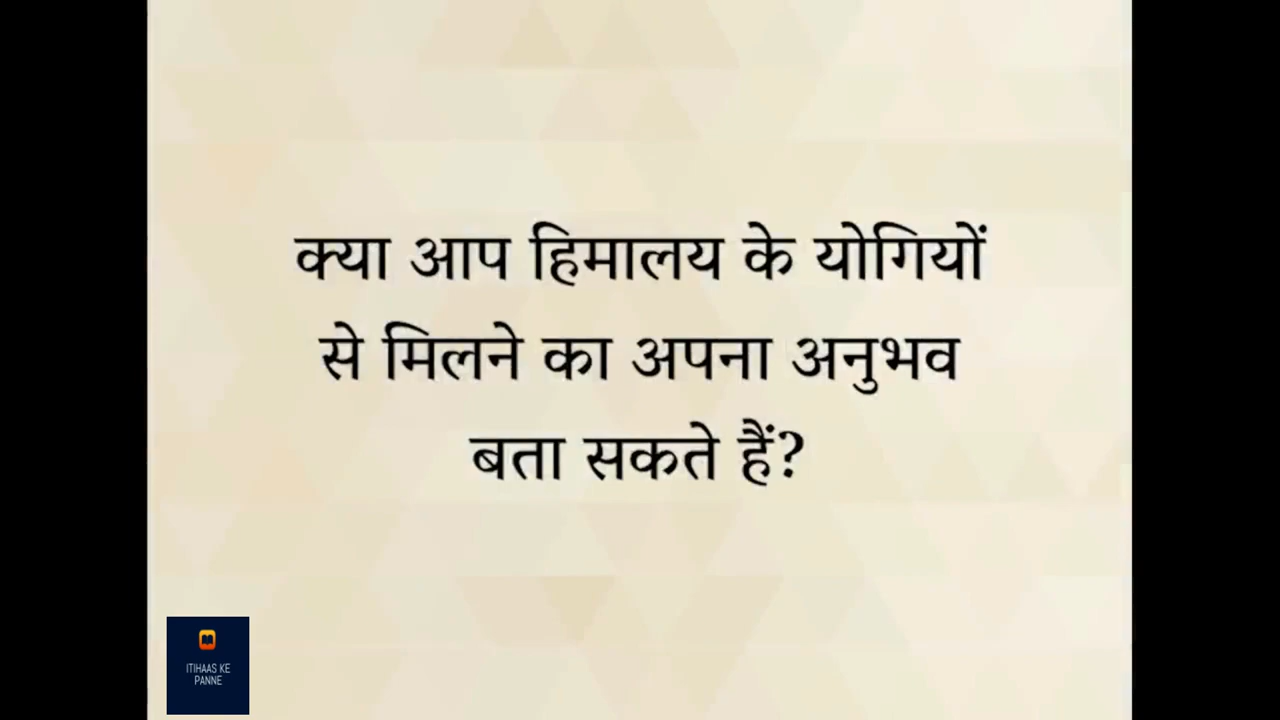 क्या आप हिमालय के योगियों
से मिलने का अपना अनुभव
बता सकते हैं?
ITIHAAS KE
PANNE